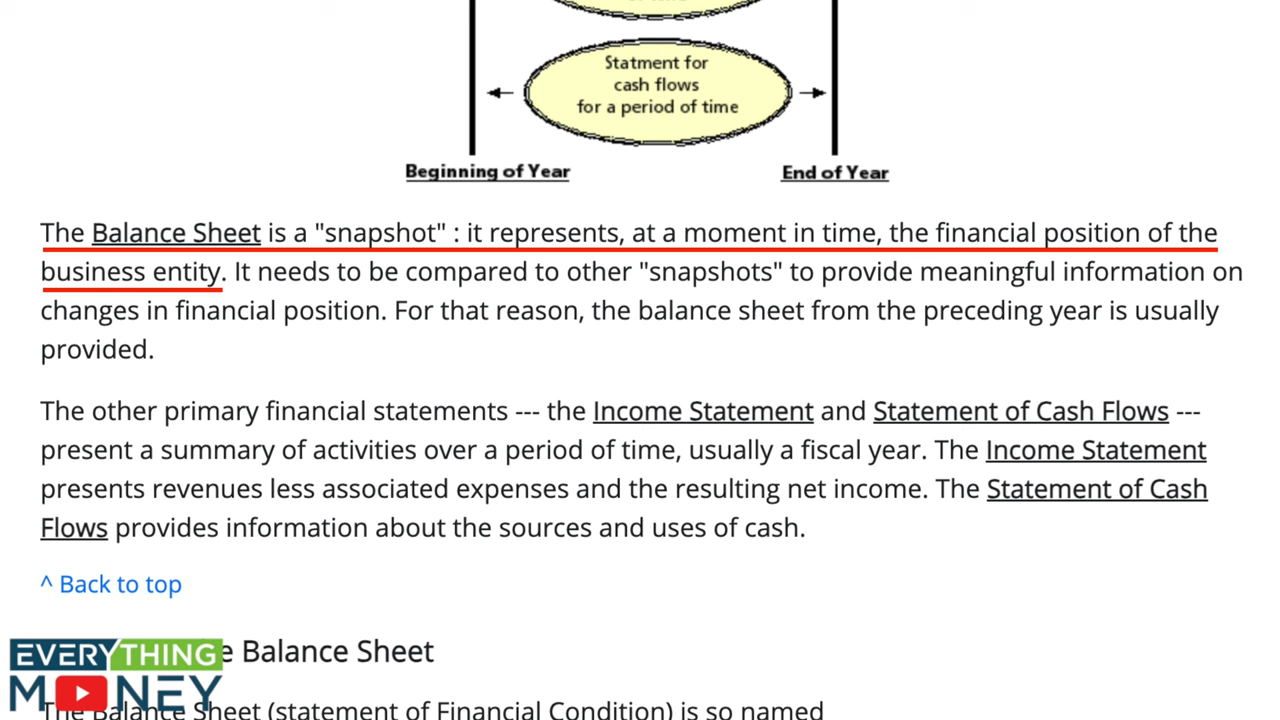 Statment for
cash flows
for a period of time
Beginning of Year
End of Year
The Balance Sheet is a "snapshot" : it represents, at a moment in time, the financial position of the
business entity. It needs to be compared to other "snapshots" to provide meaningful information on
changes in financial position. For that reason, the balance sheet from the preceding year is usually
provided.
The other primary financial statements --- the Income Statement and Statement of Cash Flows ---
present a summary of activities over a period of time, usually a fiscal year. The Income Statement
presents revenues less associated expenses and the resulting net income. The Statement of Cash
Flows provides information about the sources and uses of cash.
^ Back to top
Balance Sheet
EVERYTHING
MONEY
The Balance Sheet (statement of Financial Condition) is so named